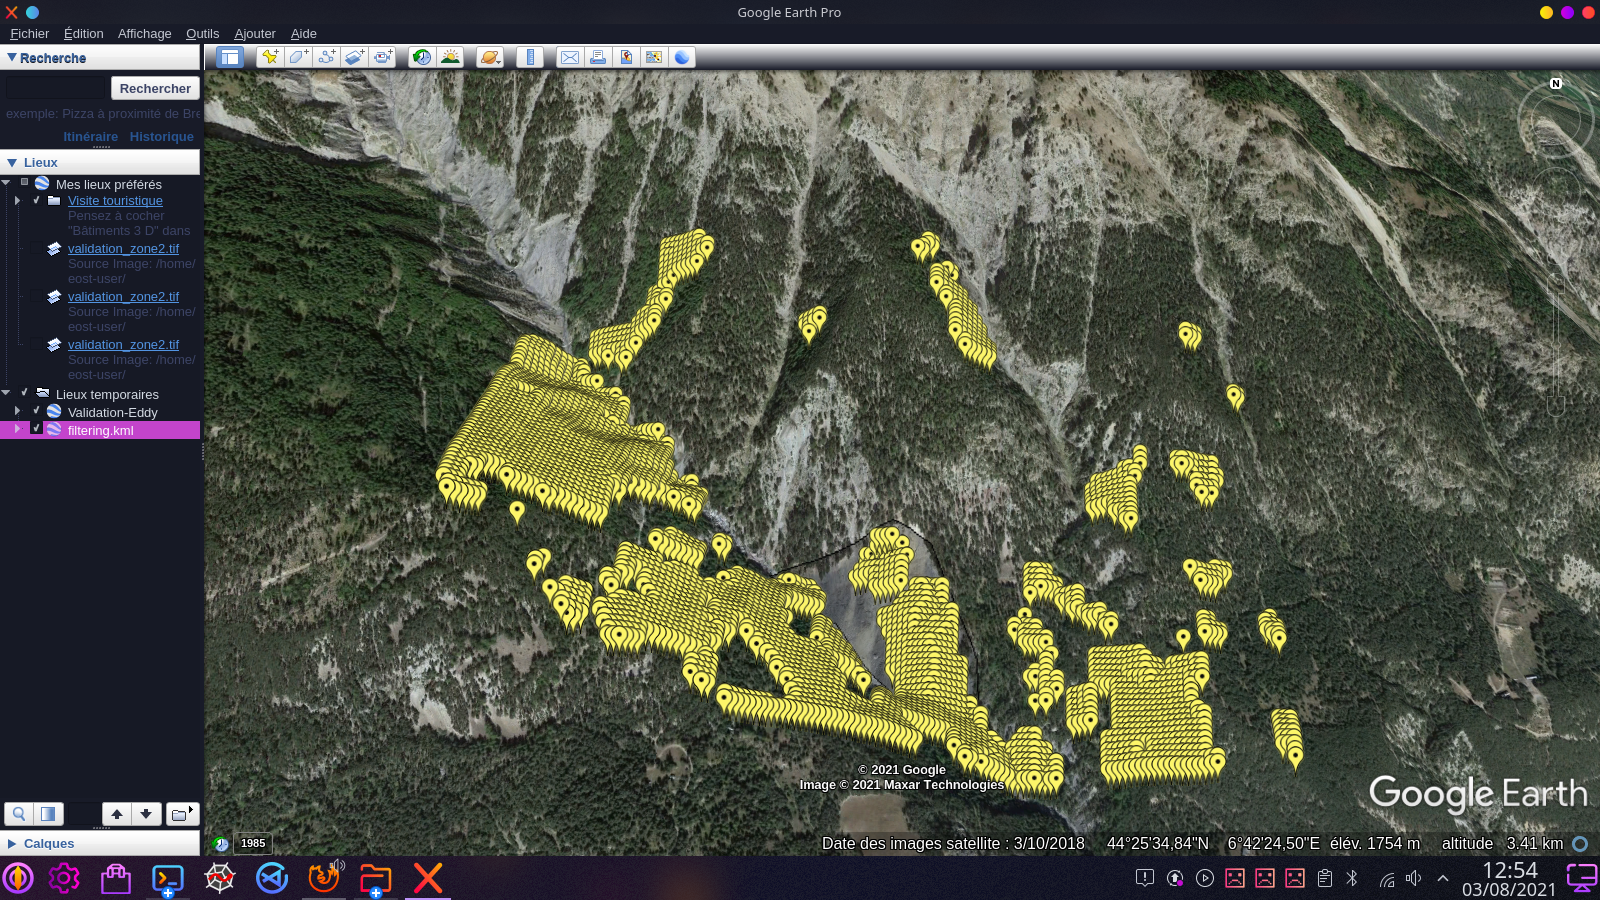 Google Earth Pro
Fichier Édition Affichage Outils Ajouter Aide
Recherche
Rechercher
exemple: Pizza à proximité de Bre
Itinéraire Historique
Lieux
Mes lieux préférés
Visite touristique
Pensez à cocher
"Bâtiments 3 D" dans
validation_zone2.tif
Source Image: /home/
eost-user/
validation_zone2.tif
Source Image: /home/
eost-user/
validation_zone2.tif
Source Image: /home/
eost-user/
Lieux temporaires
Validation-Eddy
filtering.kml
Calques
N
© 2021 Google
Image © 2021 Maxar Technologies
Google Earth
1985
Date des images satellite : 3/10/2018 44°25'34,84"N 6°42'24,50"E élév. 1754 m altitude 3.41 km
12:54
03/08/2021